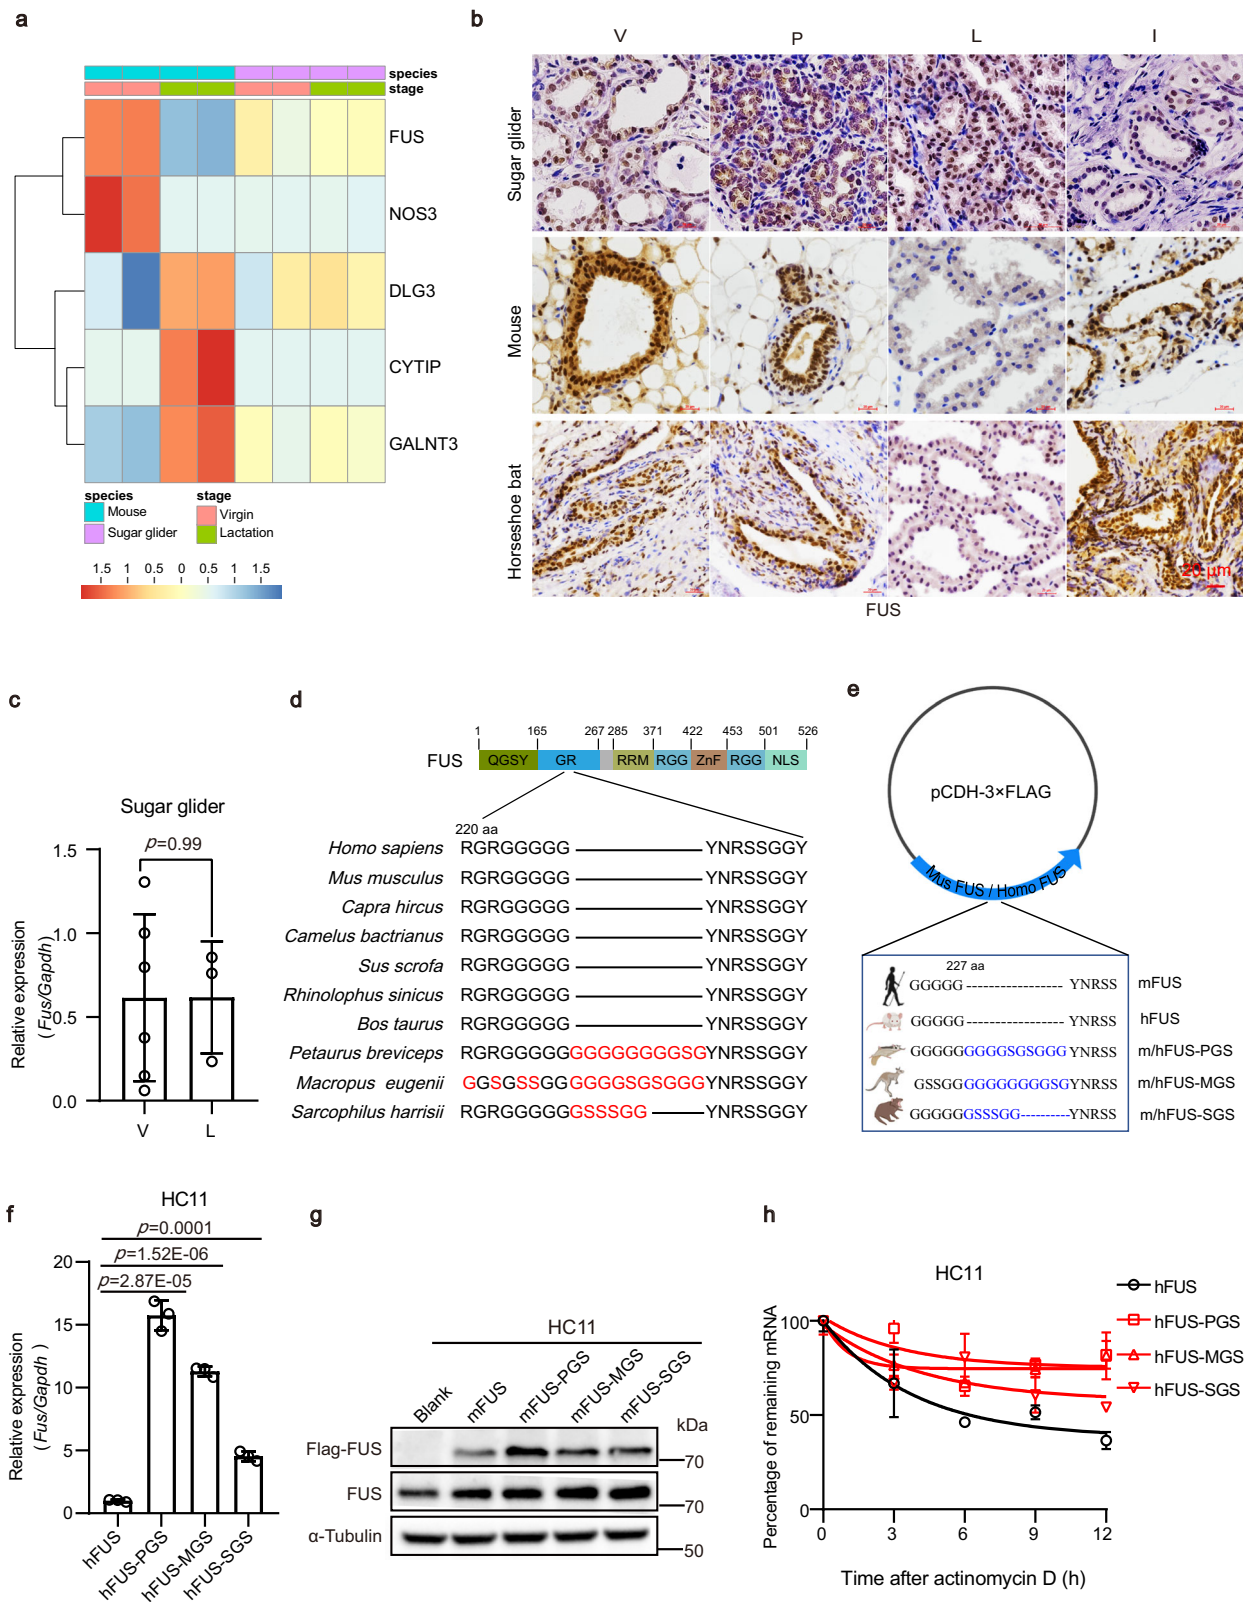 a
species
stage
FUS
NOS3
DLG3
CYTIP
GALNT3
species
Mouse
Sugar glider
stage
Virgin
Lactation
1.5 1 0.5 0 0.5 1 1.5
b
V P L I
Sugar glider
Mouse
Horseshoe bat
20 μm
FUS
c
Sugar glider
p=0.99
Relative expression
(Fus/Gapdh)
1.5
1.0
0.5
0.0
V L
d
1 165 267 285 371 422 453 501 526
FUS QGSY GR RRM RGG ZnF RGG NLS
220 aa
Homo sapiens RGRGGGGG YNRSSGGY
Mus musculus RGRGGGGG YNRSSGGY
Capra hircus RGRGGGGG YNRSSGGY
Camelus bactrianus RGRGGGGG YNRSSGGY
Sus scrofa RGRGGGGG YNRSSGGY
Rhinolophus sinicus RGRGGGGG YNRSSGGY
Bos taurus RGRGGGGG YNRSSGGY
Petaurus breviceps RGRGGGGGGGGGGGGGSGYNRSSGGY
Macropus eugenii GGSGSSGGGGGGSGSGGGYNRSSGGY
Sarcophilus harrisii RGRGGGGGGSSSGG YNRSSGGY
e
pCDH-3×FLAG
Mus FUS / Homo FUS
227 aa
GGGGG-----------------YNRSS mFUS
GGGGG-----------------YNRSS hFUS
GGGGGGGGGSGSGGGYNRSS m/hFUS-PGS
GSSGGGGGGGGGGSGYNRSS m/hFUS-MGS
GGGGGGSSSGG----------YNRSS m/hFUS-SGS
f
HC11
p=0.0001
p=1.52E-06
p=2.87E-05
Relative expression
(Fus/Gapdh)
20
15
10
5
0
hFUS
hFUS-PGS
hFUS-MGS
hFUS-SGS
g
HC11
Blank
mFUS
mFUS-PGS
mFUS-MGS
mFUS-SGS
kDa
Flag-FUS
70
FUS
70
α-Tubulin
50
h
HC11
hFUS
hFUS-PGS
hFUS-MGS
hFUS-SGS
Percentage of remaining mRNA
100
50
0
0 3 6 9 12
Time after actinomycin D (h)